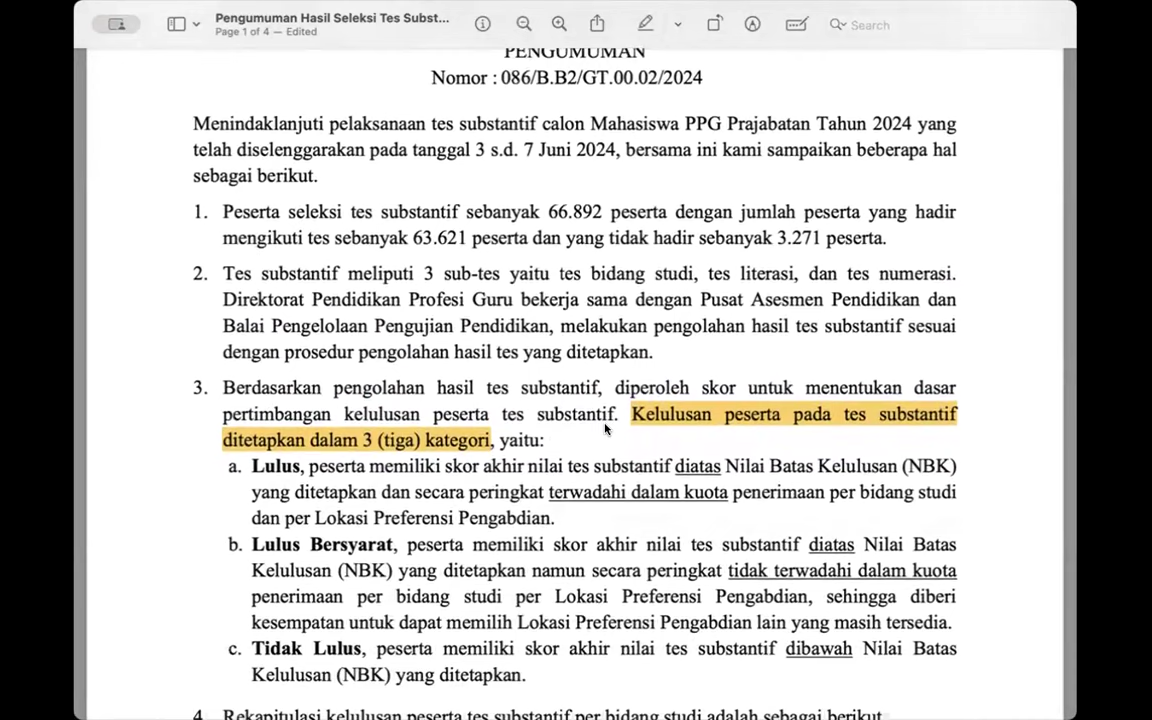 Pengumuman Hasil Seleksi Tes Subst...
Page 1 of 4 — Edited
Search
PENGUMUMAN
Nomor : 086/B.B2/GT.00.02/2024
Menindaklanjuti pelaksanaan tes substantif calon Mahasiswa PPG Prajabatan Tahun 2024 yang
telah diselenggarakan pada tanggal 3 s.d. 7 Juni 2024, bersama ini kami sampaikan beberapa hal
sebagai berikut.
1. Peserta seleksi tes substantif sebanyak 66.892 peserta dengan jumlah peserta yang hadir
mengikuti tes sebanyak 63.621 peserta dan yang tidak hadir sebanyak 3.271 peserta.
2. Tes substantif meliputi 3 sub-tes yaitu tes bidang studi, tes literasi, dan tes numerasi.
Direktorat Pendidikan Profesi Guru bekerja sama dengan Pusat Asesmen Pendidikan dan
Balai Pengelolaan Pengujian Pendidikan, melakukan pengolahan hasil tes substantif sesuai
dengan prosedur pengolahan hasil tes yang ditetapkan.
3. Berdasarkan pengolahan hasil tes substantif, diperoleh skor untuk menentukan dasar
pertimbangan kelulusan peserta tes substantif. Kelulusan peserta pada tes substantif
ditetapkan dalam 3 (tiga) kategori, yaitu:
a. Lulus, peserta memiliki skor akhir nilai tes substantif diatas Nilai Batas Kelulusan (NBK)
yang ditetapkan dan secara peringkat terwadahi dalam kuota penerimaan per bidang studi
dan per Lokasi Preferensi Pengabdian.
b. Lulus Bersyarat, peserta memiliki skor akhir nilai tes substantif diatas Nilai Batas
Kelulusan (NBK) yang ditetapkan namun secara peringkat tidak terwadahi dalam kuota
penerimaan per bidang studi per Lokasi Preferensi Pengabdian, sehingga diberi
kesempatan untuk dapat memilih Lokasi Preferensi Pengabdian lain yang masih tersedia.
c. Tidak Lulus, peserta memiliki skor akhir nilai tes substantif dibawah Nilai Batas
Kelulusan (NBK) yang ditetapkan.
4. Rekapitulasi kelulusan peserta tes substantif per bidang studi adalah sebagai berikut.